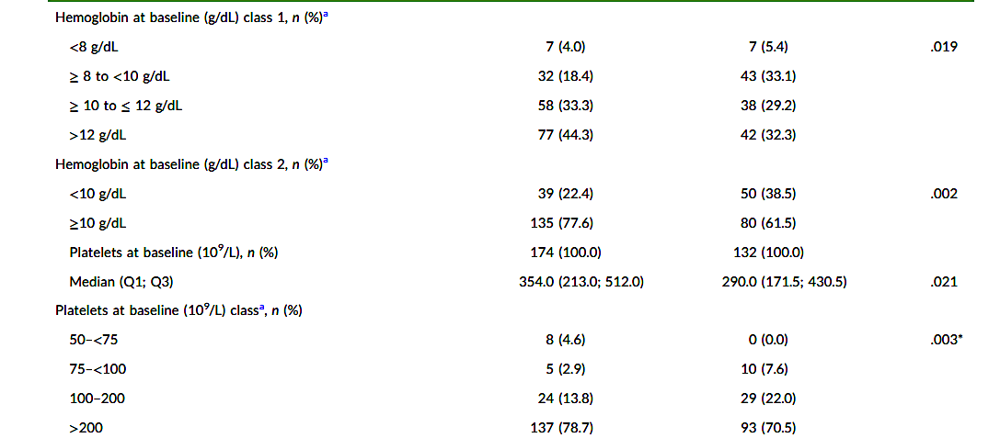 Hemoglobin at baseline (g/dL) class 1, n (%)ᵃ
<8 g/dL 7 (4.0) 7 (5.4) .019
≥ 8 to <10 g/dL 32 (18.4) 43 (33.1)
≥ 10 to ≤ 12 g/dL 58 (33.3) 38 (29.2)
>12 g/dL 77 (44.3) 42 (32.3)
Hemoglobin at baseline (g/dL) class 2, n (%)ᵃ
<10 g/dL 39 (22.4) 50 (38.5) .002
≥10 g/dL 135 (77.6) 80 (61.5)
Platelets at baseline (10⁹/L), n (%) 174 (100.0) 132 (100.0)
Median (Q1; Q3) 354.0 (213.0; 512.0) 290.0 (171.5; 430.5) .021
Platelets at baseline (10⁹/L) classᵃ, n (%)
50–<75 8 (4.6) 0 (0.0) .003*
75–<100 5 (2.9) 10 (7.6)
100–200 24 (13.8) 29 (22.0)
>200 137 (78.7) 93 (70.5)